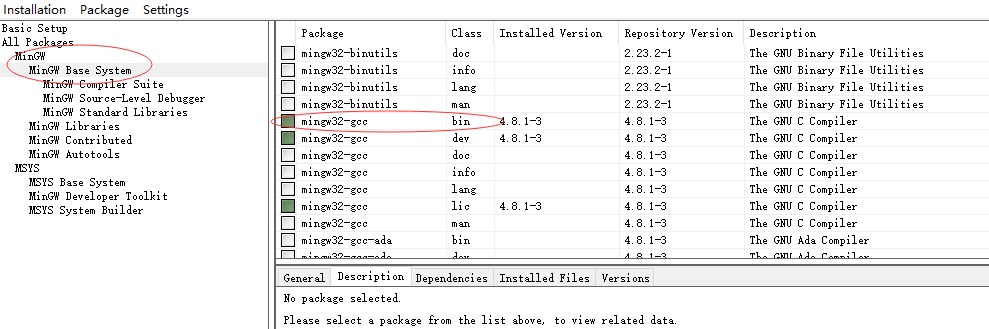 Installation Package Settings
Basic Setup
All Packages
MinGW
MinGW Base System
MinGW Compiler Suite
MinGW Source-Level Debugger
MinGW Standard Libraries
MinGW Libraries
MinGW Contributed
MinGW Autotools
MSYS
MSYS Base System
MinGW Developer Toolkit
MSYS System Builder
Package Class Installed Version Repository Version Description
mingw32-binutils doc 2.23.2-1 The GNU Binary File Utilities
mingw32-binutils info 2.23.2-1 The GNU Binary File Utilities
mingw32-binutils lang 2.23.2-1 The GNU Binary File Utilities
mingw32-binutils man 2.23.2-1 The GNU Binary File Utilities
mingw32-gcc bin 4.8.1-3 4.8.1-3 The GNU C Compiler
mingw32-gcc dev 4.8.1-3 4.8.1-3 The GNU C Compiler
mingw32-gcc doc 4.8.1-3 The GNU C Compiler
mingw32-gcc info 4.8.1-3 The GNU C Compiler
mingw32-gcc lang 4.8.1-3 The GNU C Compiler
mingw32-gcc lic 4.8.1-3 4.8.1-3 The GNU C Compiler
mingw32-gcc man 4.8.1-3 The GNU C Compiler
mingw32-gcc-ada bin 4.8.1-3 The GNU Ada Compiler
mingw32-gcc-ada dev 4.8.1-3 The GNU Ada Compiler
General Description Dependencies Installed Files Versions
No package selected.
Please select a package from the list above, to view related data.